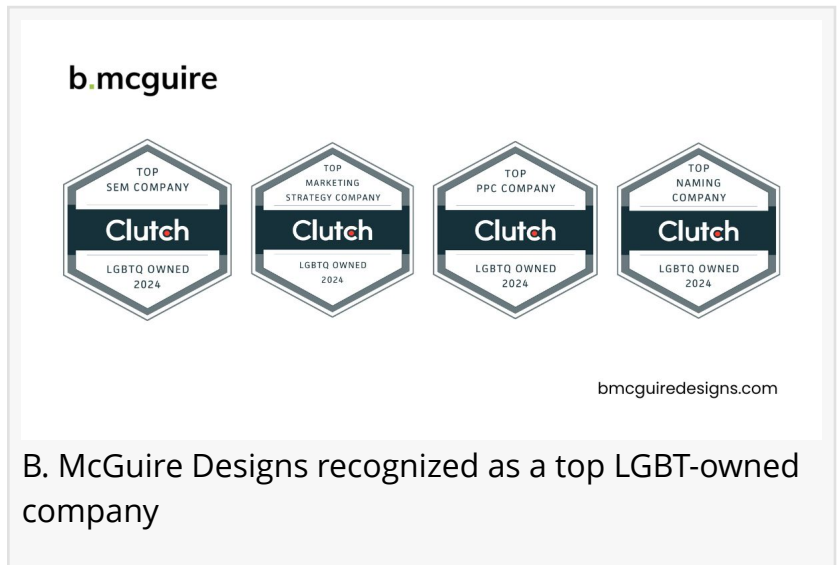 b.mcguire
TOP
SEM COMPANY
Clutch
LGBTQ OWNED
2024
TOP
MARKETING
STRATEGY COMPANY
Clutch
LGBTQ OWNED
2024
TOP
PPC COMPANY
Clutch
LGBTQ OWNED
2024
TOP
NAMING
COMPANY
Clutch
LGBTQ OWNED
2024
bmcguiredesigns.com
B. McGuire Designs recognized as a top LGBT-owned
company